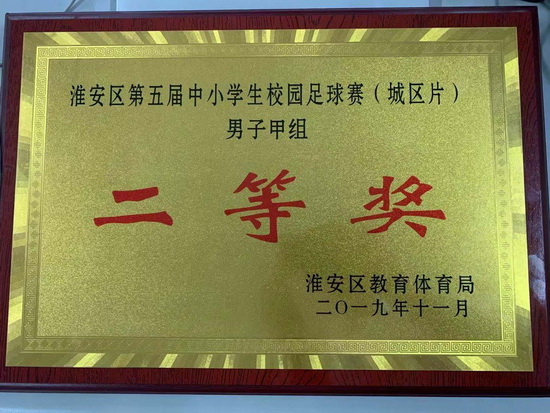 淮安区第五届中小学生校园足球赛（城区片）
男子甲组
二等奖
淮安区教育体育局
二〇一九年十一月